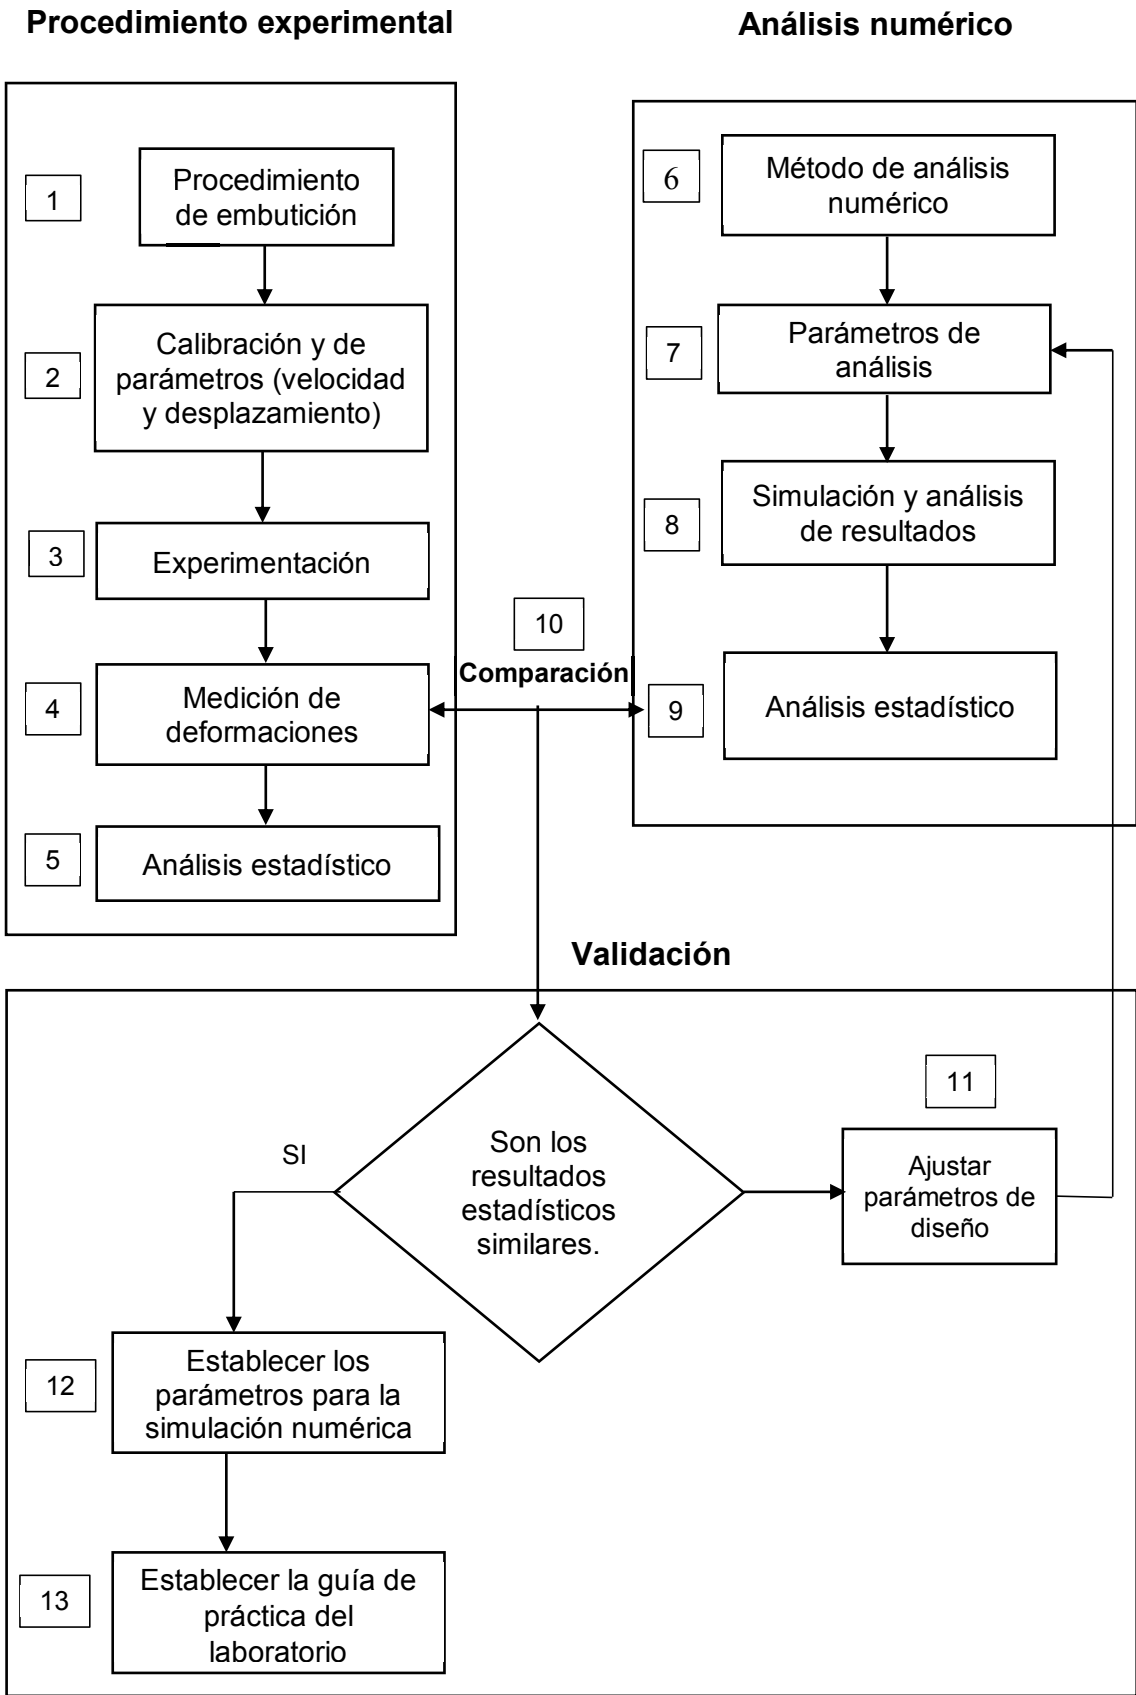 Procedimiento experimental
1
Procedimiento
de embutición
2
Calibración y de
parámetros (velocidad
y desplazamiento)
3
Experimentación
4
Medición de
deformaciones
5
Análisis estadístico
Análisis numérico
6
Método de análisis
numérico
7
Parámetros de
análisis
8
Simulación y análisis
de resultados
9
Análisis estadístico
10
Comparación
Validación
Son los
resultados
estadísticos
similares.
SI
11
Ajustar
parámetros de
diseño
12
Establecer los
parámetros para la
simulación numérica
13
Establecer la guía de
práctica del
laboratorio